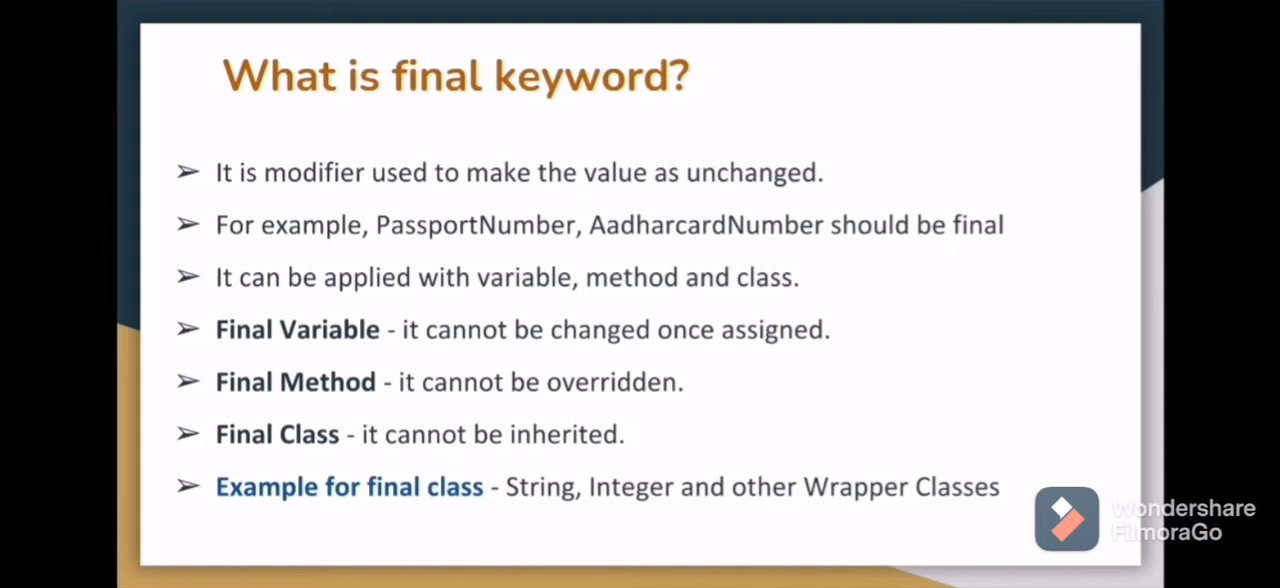 What is final keyword?
➢ It is modifier used to make the value as unchanged.
➢ For example, PassportNumber, AadharcardNumber should be final
➢ It can be applied with variable, method and class.
➢ Final Variable - it cannot be changed once assigned.
➢ Final Method - it cannot be overridden.
➢ Final Class - it cannot be inherited.
➢ Example for final class - String, Integer and other Wrapper Classes
Wondershare
FilmoraGo